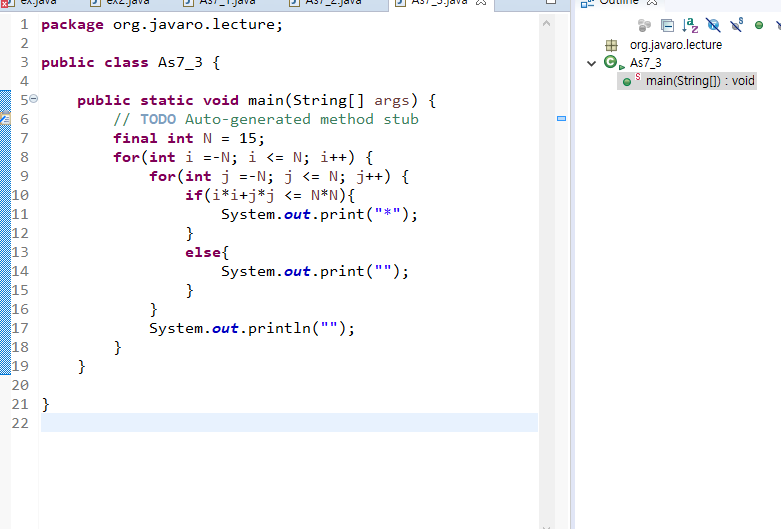 ex.java ex2.java As7_1.java As7_2.java As7_3.java Outline
1 package org.javaro.lecture;
2
3 public class As7_3 {
4
5 public static void main(String[] args) {
6 // TODO Auto-generated method stub
7 final int N = 15;
8 for(int i =-N; i <= N; i++) {
9 for(int j =-N; j <= N; j++) {
10 if(i*i+j*j <= N*N){
11 System.out.print("*");
12 }
13 else{
14 System.out.print("");
15 }
16 }
17 System.out.println("");
18 }
19 }
20
21 }
22
org.javaro.lecture
As7_3
main(String[]) : void